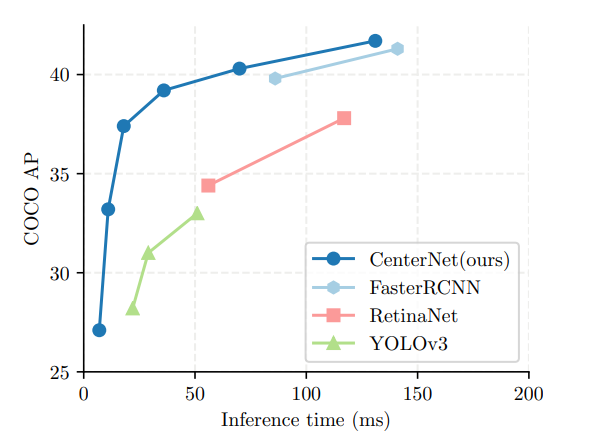 COCO AP
40
35
30
25
0 50 100 150 200
Inference time (ms)
CenterNet(ours)
FasterRCNN
RetinaNet
YOLOv3